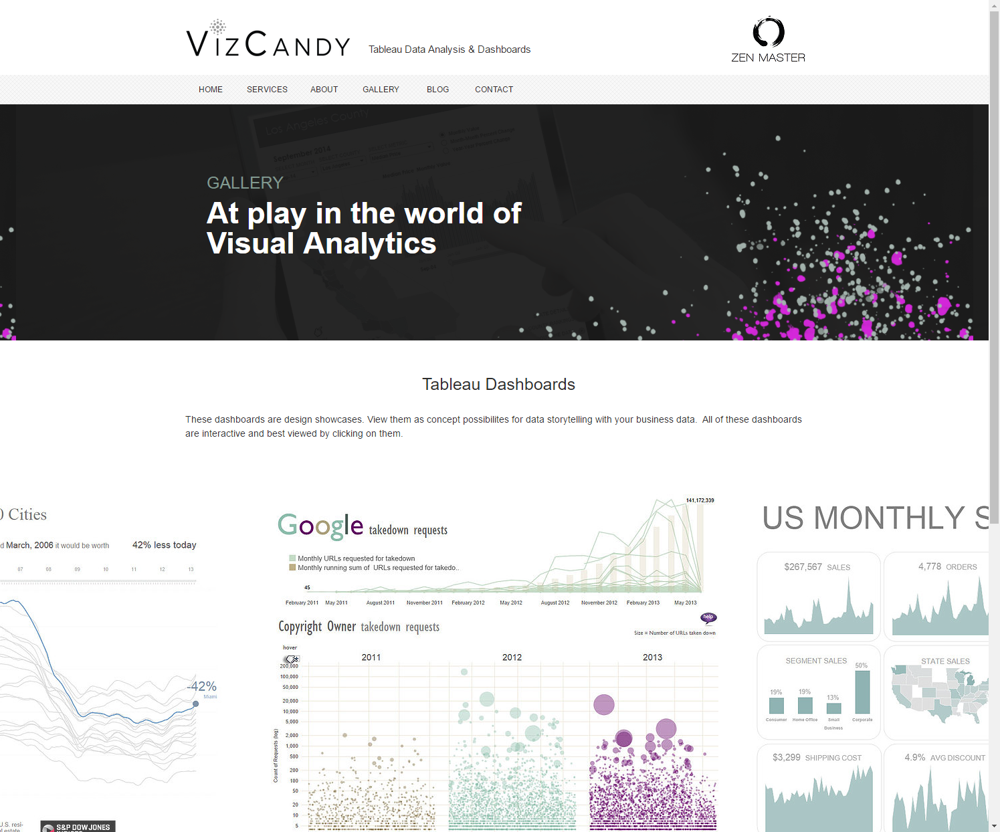 VIZCANDY
Tableau Data Analysis & Dashboards
ZEN MASTER
HOME SERVICES ABOUT GALLERY BLOG CONTACT
Los Angeles County
September 2014
GALLERY
At play in the world of
Visual Analytics
Tableau Dashboards
These dashboards are design showcases. View them as concept possibilites for data storytelling with your business data. All of these dashboards
are interactive and best viewed by clicking on them.
0 Cities
d March, 2006 it would be worth 42% less today
07 08 09 10 11 12 13
-42%
Miami
U.S. resi-
l estate
S&P DOW JONES
INDICES
Google takedown requests
141,172,339
Monthly URLs requested for takedown
Monthly running sum of URLs requested for takedo..
45
February 2011 May 2011 August 2011 November 2011 February 2012 May 2012 August 2012 November 2012 February 2013 May 2013
help
Copyright Owner takedown requests
Size = Number of URLs taken down
hover
2011 2012 2013
200,000
100,000
50,000
20,000
10,000
5,000
2,000
1,000
500
200
100
50
20
10
5
Count of Requests (log)
US MONTHLY S
$267,567 SALES
4,778 ORDERS
SEGMENT SALES
50%
19%
19%
13%
Consumer Home Office Small Business Corporate
STATE SALES
$3,299 SHIPPING COST
4.9% AVG DISCOUNT